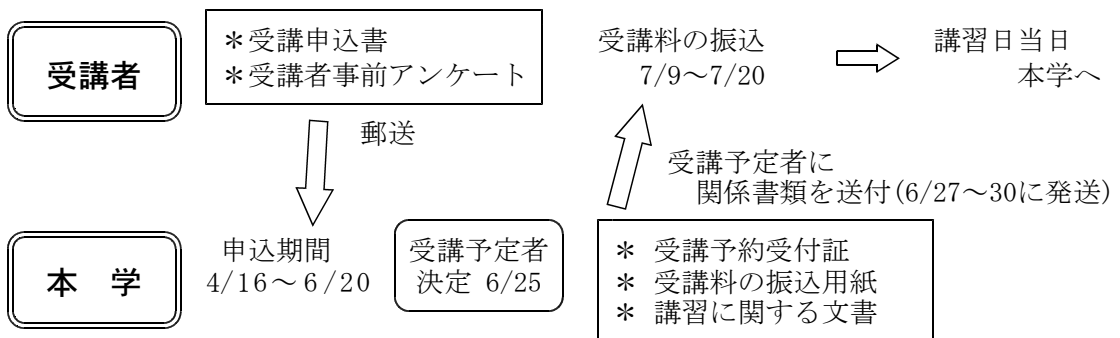 受講者
＊受講申込書
＊受講者事前アンケート
受講料の振込
7/9～7/20
講習日当日
本学へ
郵送
受講予定者に
関係書類を送付(6/27～30に発送)
本　学
申込期間
4/16～6/20
受講予定者
決定 6/25
＊ 受講予約受付証
＊ 受講料の振込用紙
＊ 講習に関する文書